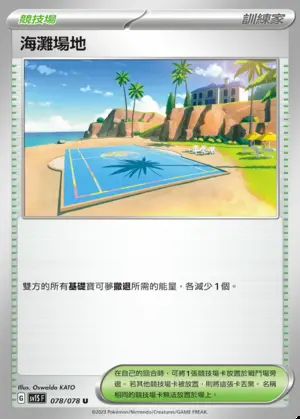 競技場
訓練家
海灘場地
雙方的所有基礎寶可夢撤退所需的能量，各減少1個。
Illus. Oswaldo KATO
在自己的回合時，可將1張競技場卡放置於戰鬥場旁
邊。若其他競技場卡被放置，則將這張卡丟棄。名稱
相同的競技場卡無法放置於場上。
G sv1S F 078/078 U
©2023 Pokémon/Nintendo/Creatures/GAME FREAK.